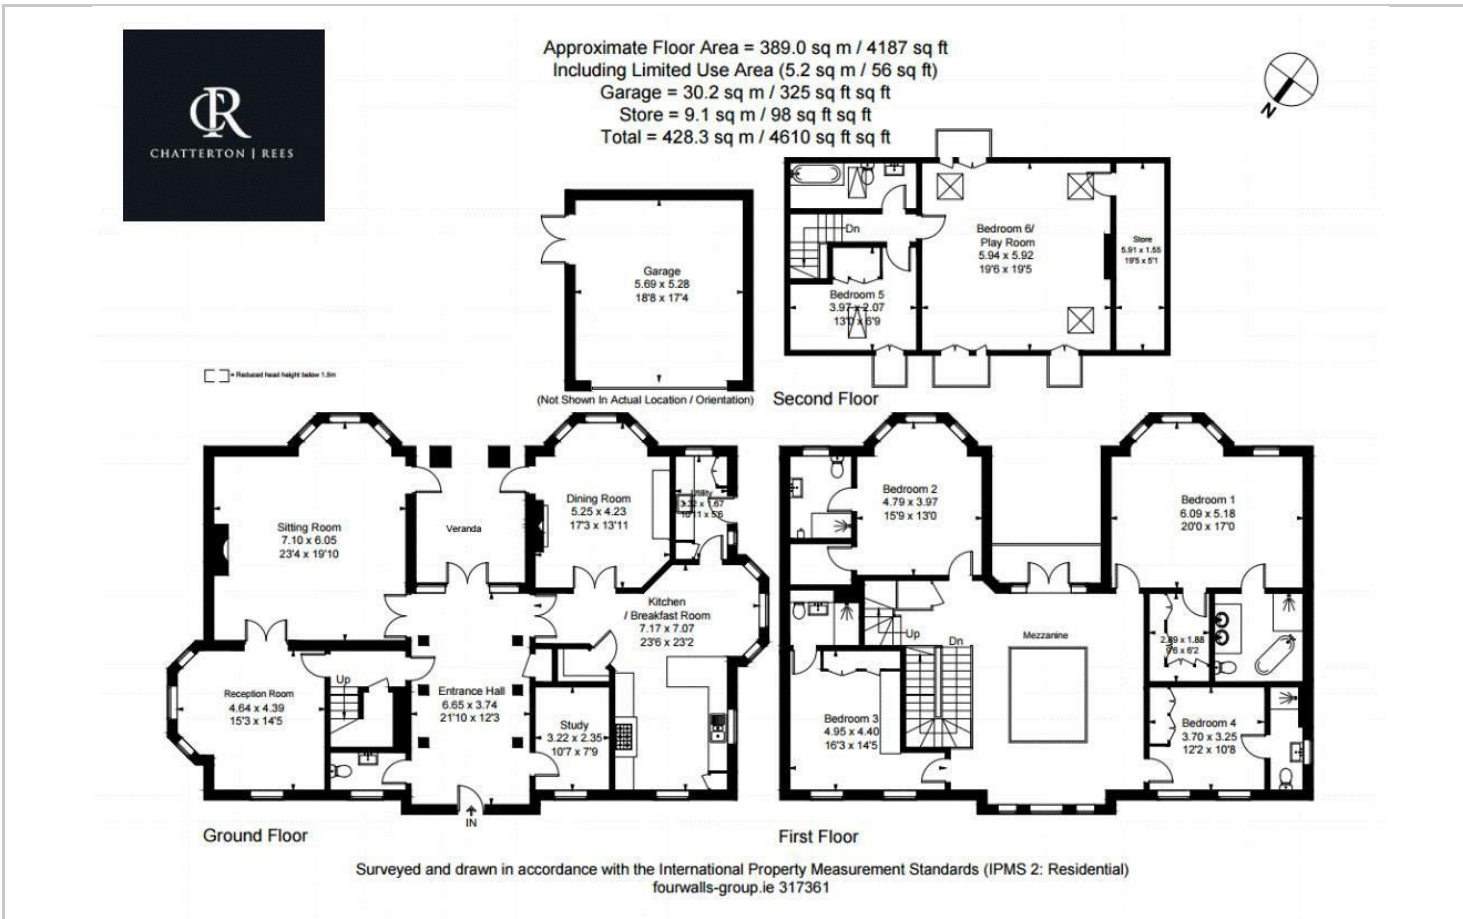 CR
CHATTERTON | REES
Approximate Floor Area = 389.0 sq m / 4187 sq ft
Including Limited Use Area (5.2 sq m / 56 sq ft)
Garage = 30.2 sq m / 325 sq ft sq ft
Store = 9.1 sq m / 98 sq ft sq ft
Total = 428.3 sq m / 4610 sq ft sq ft
N
Garage
5.69 x 5.28
18'8 x 17'4
(Not Shown In Actual Location / Orientation)
= Reduced head height below 1.5m
Dn
Bedroom 6/
Play Room
5.94 x 5.92
19'6 x 19'5
Store
5.91 x 1.55
19'5 x 5'1
Bedroom 5
3.97 x 2.07
13'0 x 6'9
Second Floor
Sitting Room
7.10 x 6.05
23'4 x 19'10
Veranda
Dining Room
5.25 x 4.23
17'3 x 13'11
Utility
x 1.67
10'11 x 5'6
Kitchen
/ Breakfast Room
7.17 x 7.07
23'6 x 23'2
Reception Room
4.64 x 4.39
15'3 x 14'5
Up
Entrance Hall
6.65 x 3.74
21'10 x 12'3
Study
3.22 x 2.35
10'7 x 7'9
IN
Ground Floor
Bedroom 2
4.79 x 3.97
15'9 x 13'0
Bedroom 1
6.09 x 5.18
20'0 x 17'0
Up
Dn
Mezzanine
x 1.88
x 6'2
Bedroom 3
4.95 x 4.40
16'3 x 14'5
Bedroom 4
3.70 x 3.25
12'2 x 10'8
First Floor
Surveyed and drawn in accordance with the International Property Measurement Standards (IPMS 2: Residential)
fourwalls-group.ie 317361